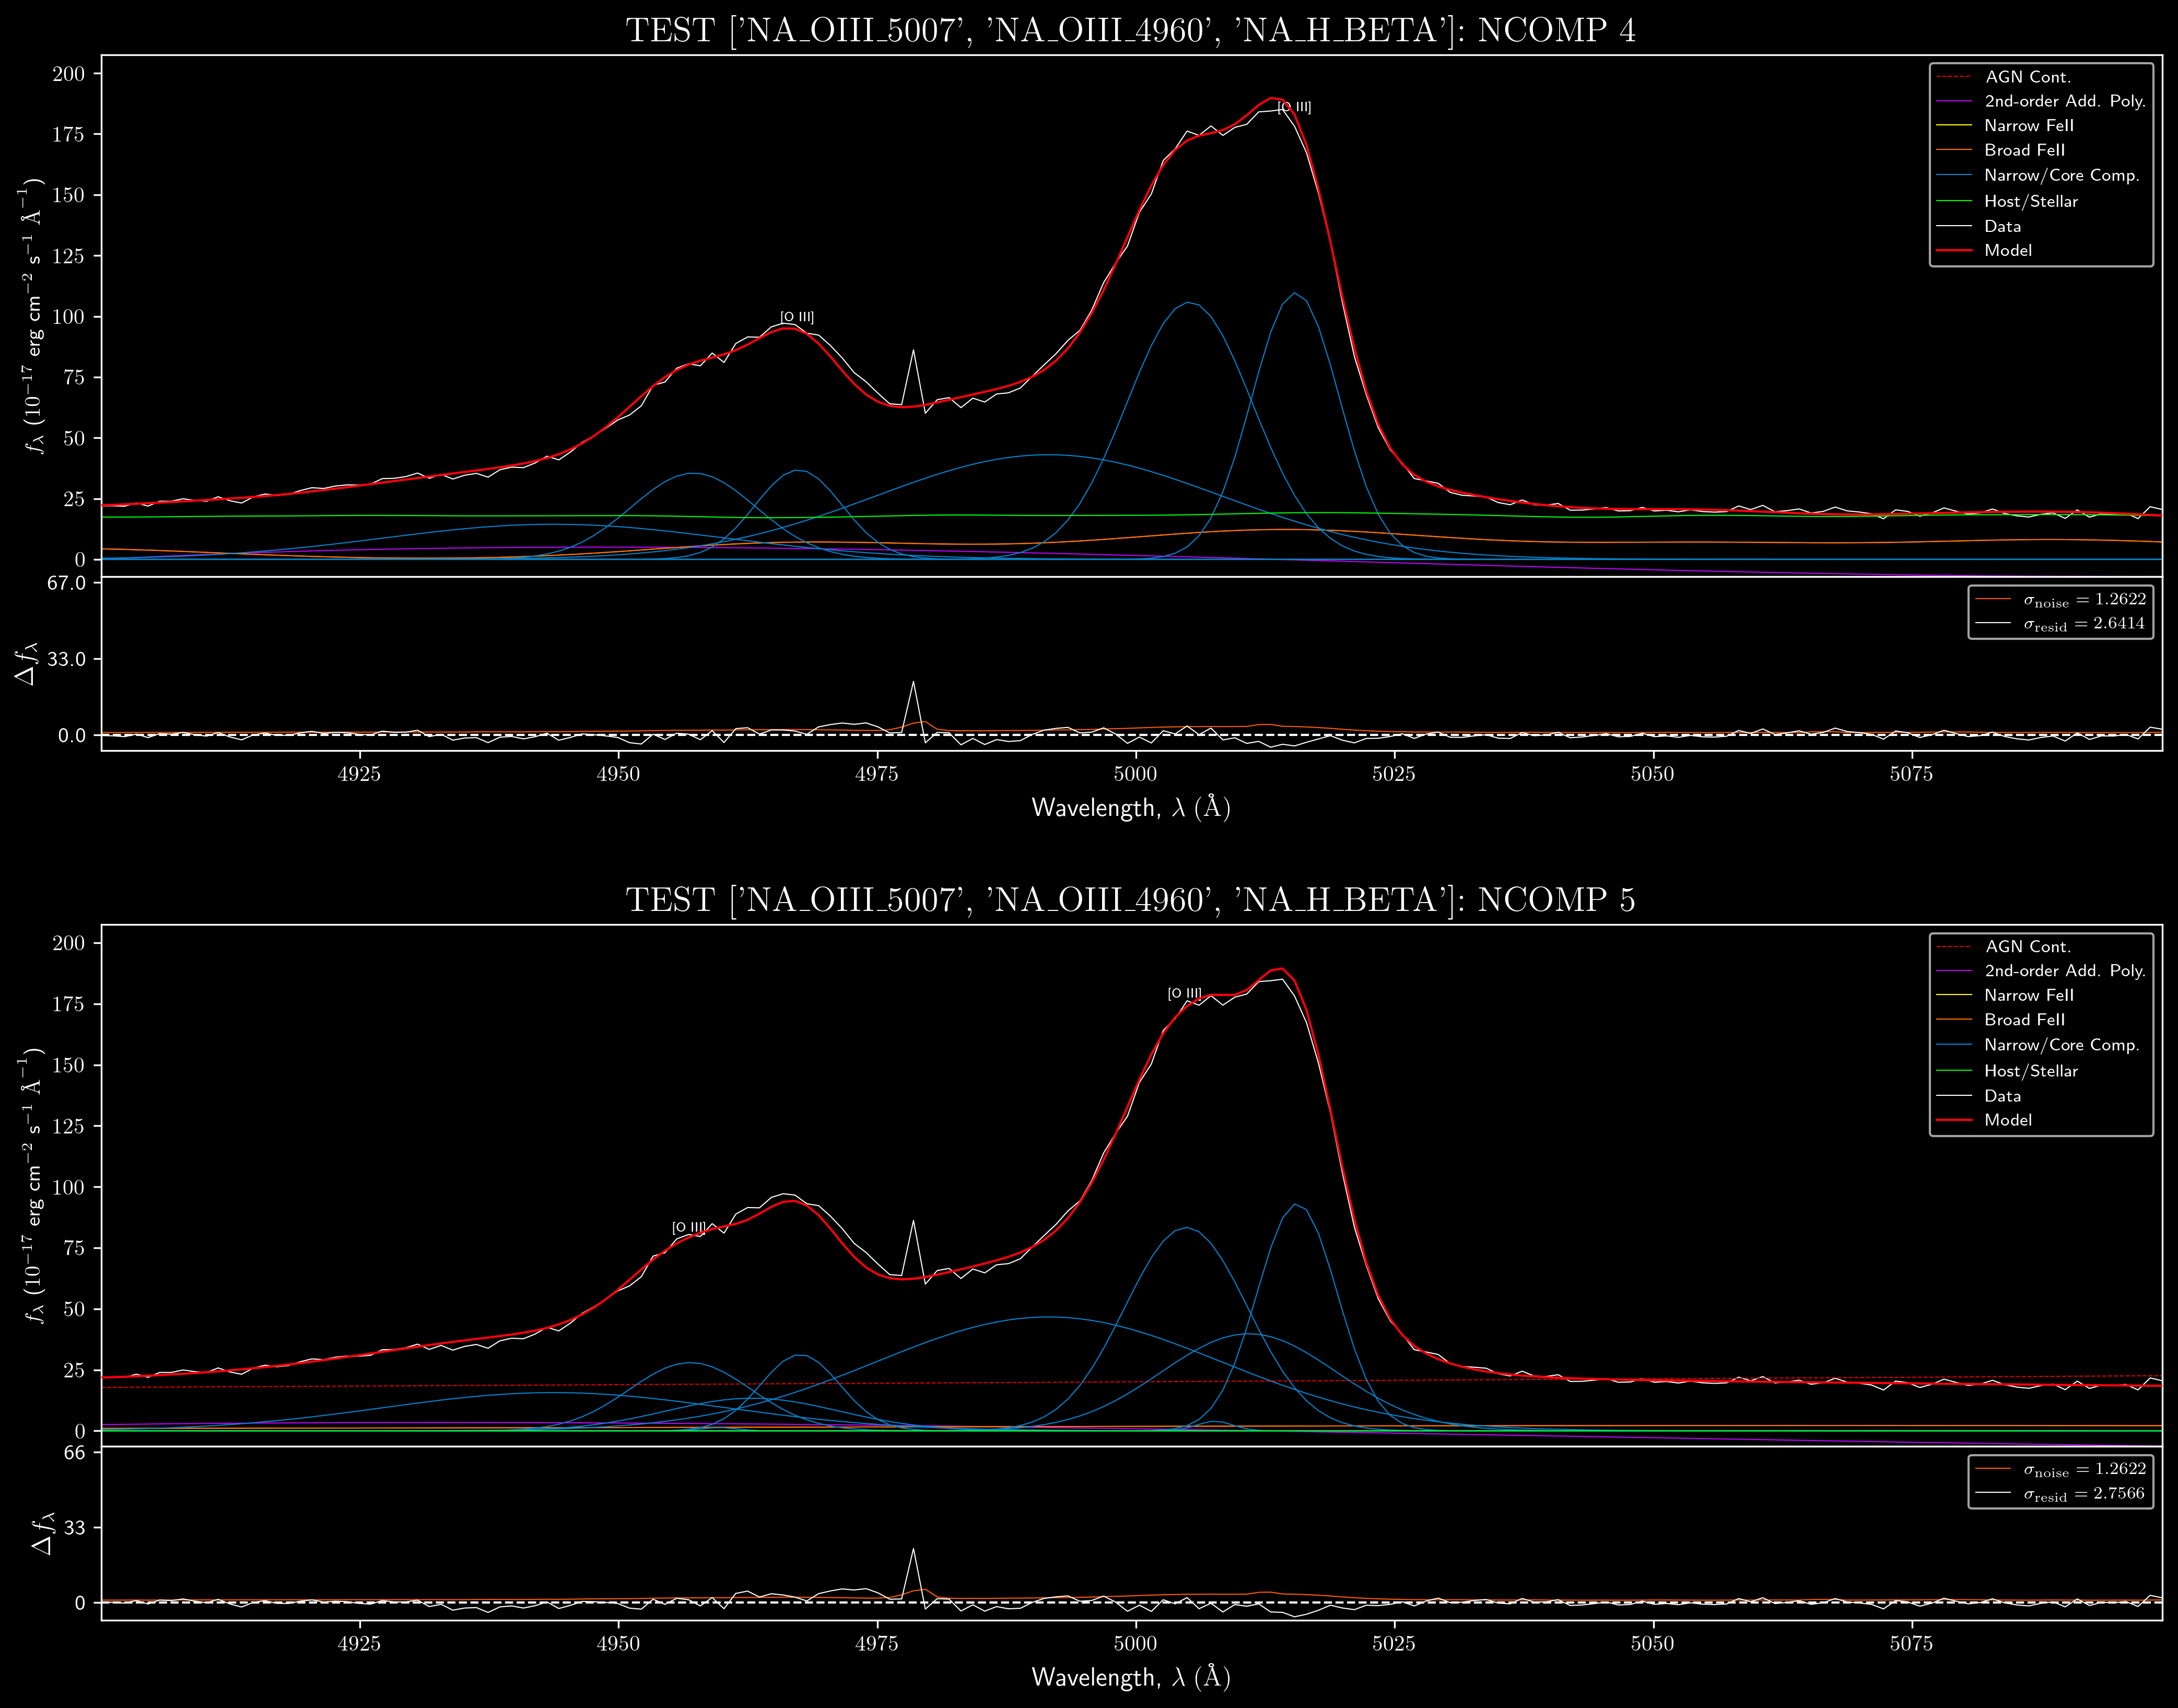 TEST ['NA_OIII_5007', 'NA_OIII_4960', 'NA_H_BETA']: NCOMP 4
200
175
150
125
100
75
50
25
0
f_λ (10^−17 erg cm^−2 s^−1 Å^−1)
[O III]
[O III]
AGN Cont.
2nd-order Add. Poly.
Narrow FeII
Broad FeII
Narrow/Core Comp.
Host/Stellar
Data
Model
67.0
33.0
0.0
Δf_λ
σ_noise = 1.2622
σ_resid = 2.6414
4925 4950 4975 5000 5025 5050 5075
Wavelength, λ (Å)
TEST ['NA_OIII_5007', 'NA_OIII_4960', 'NA_H_BETA']: NCOMP 5
200
175
150
125
100
75
50
25
0
f_λ (10^−17 erg cm^−2 s^−1 Å^−1)
[O III]
[O III]
AGN Cont.
2nd-order Add. Poly.
Narrow FeII
Broad FeII
Narrow/Core Comp.
Host/Stellar
Data
Model
66
33
0
Δf_λ
σ_noise = 1.2622
σ_resid = 2.7566
4925 4950 4975 5000 5025 5050 5075
Wavelength, λ (Å)